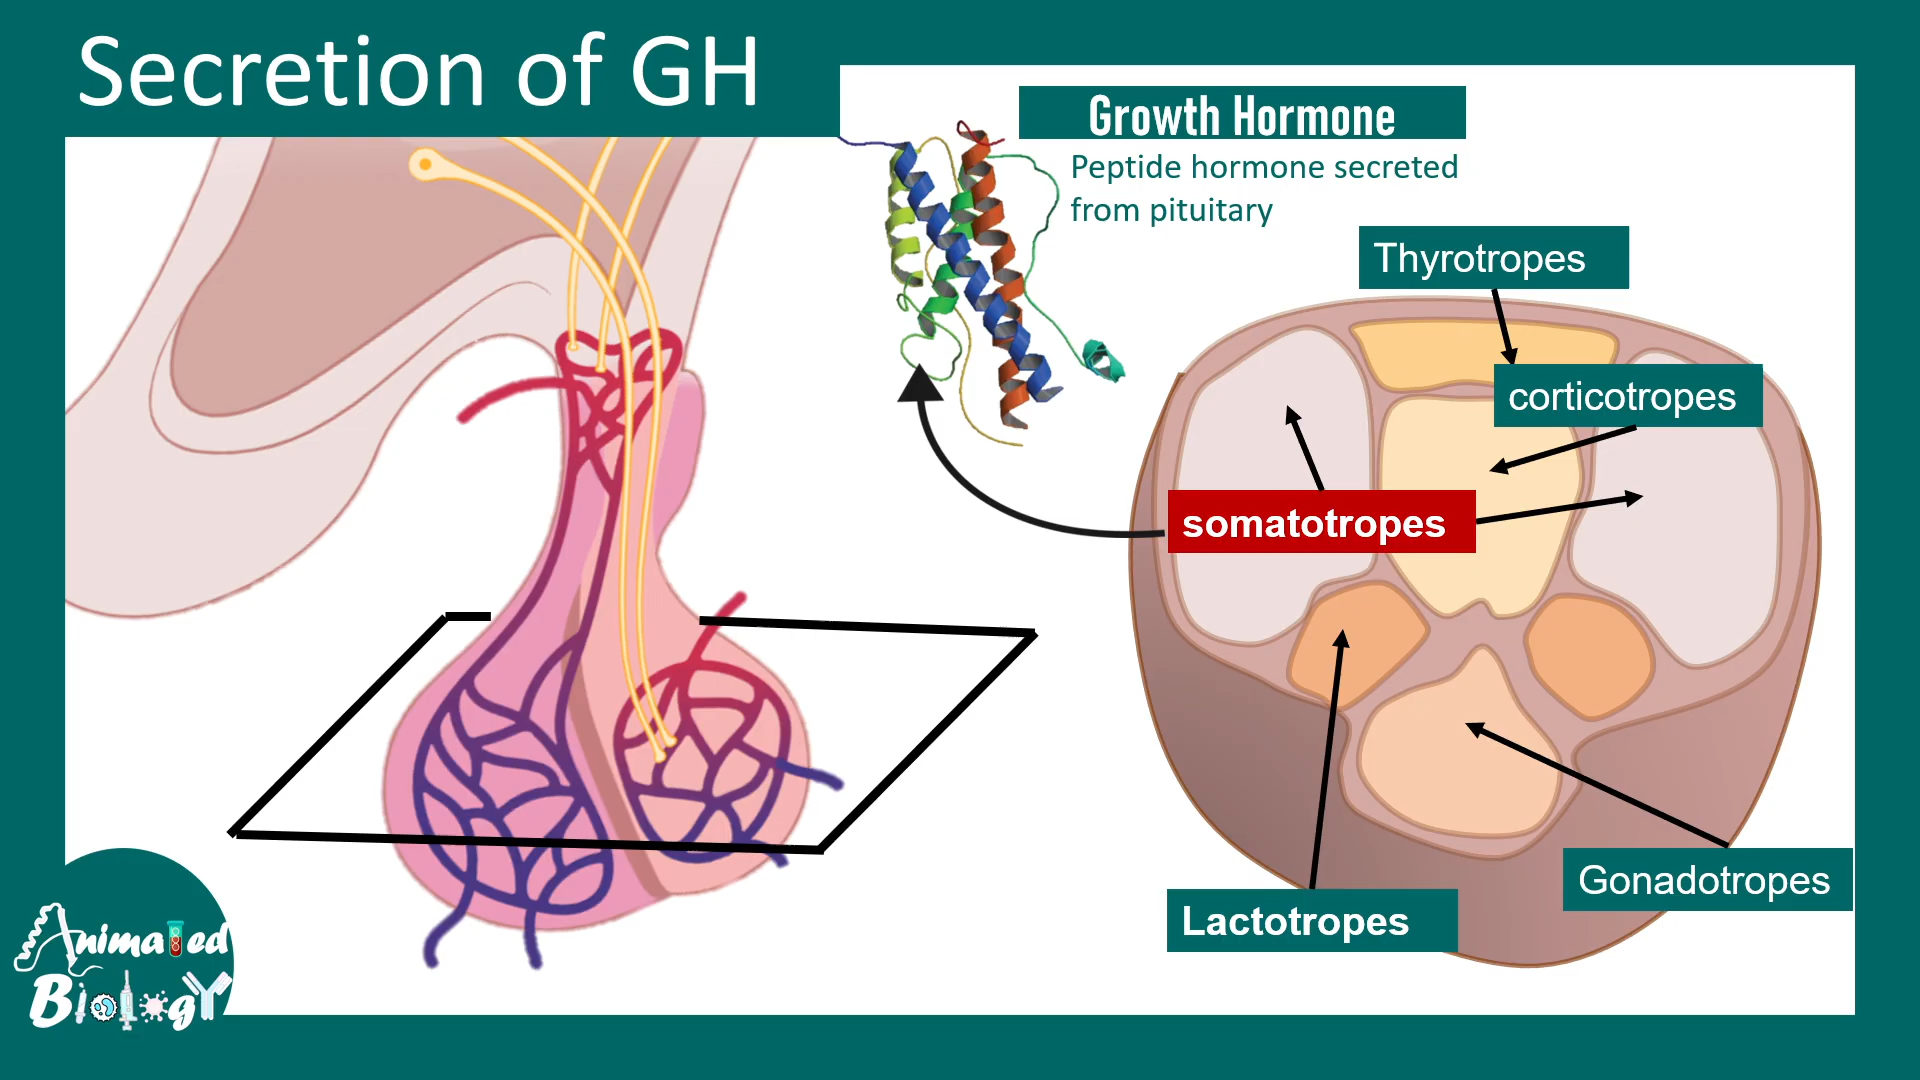 Secretion of GH
Growth Hormone
Peptide hormone secreted
from pituitary
Thyrotropes
corticotropes
somatotropes
Gonadotropes
Lactotropes
Animated
Biology